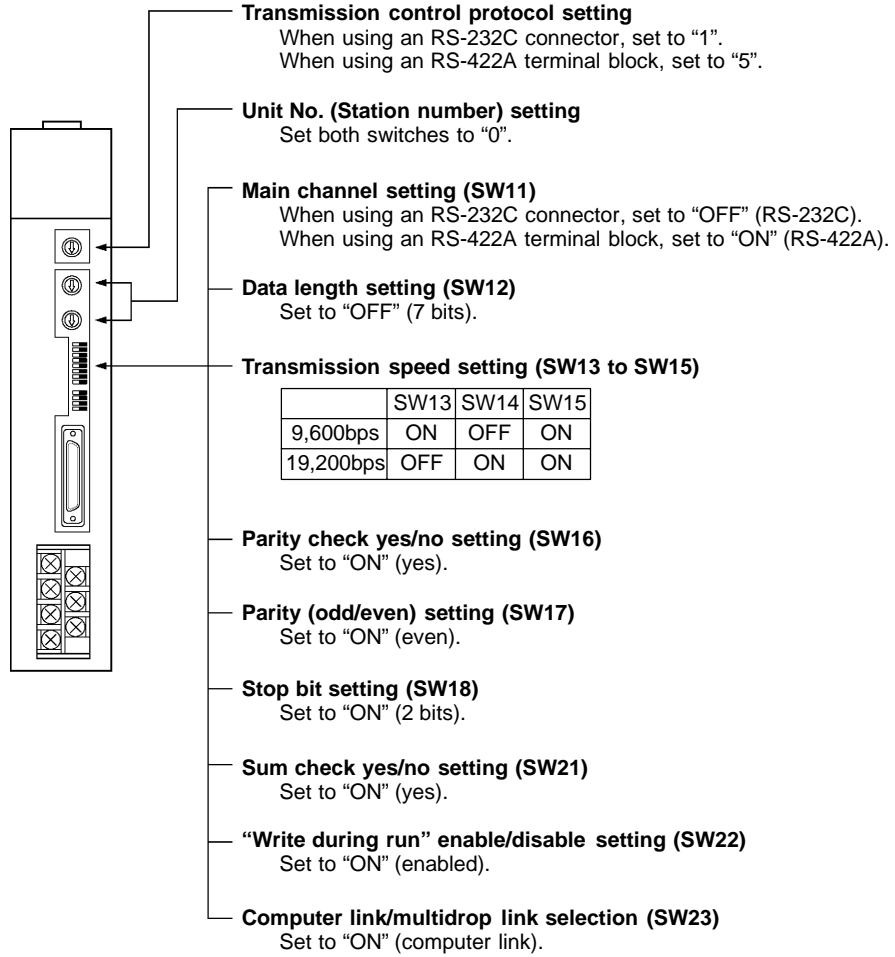 Transmission control protocol setting
When using an RS-232C connector, set to “1”.
When using an RS-422A terminal block, set to “5”.
Unit No. (Station number) setting
Set both switches to “0”.
Main channel setting (SW11)
When using an RS-232C connector, set to “OFF” (RS-232C).
When using an RS-422A terminal block, set to “ON” (RS-422A).
Data length setting (SW12)
Set to “OFF” (7 bits).
Transmission speed setting (SW13 to SW15)
SW13 SW14 SW15
9,600bps ON OFF ON
19,200bps OFF ON ON
Parity check yes/no setting (SW16)
Set to “ON” (yes).
Parity (odd/even) setting (SW17)
Set to “ON” (even).
Stop bit setting (SW18)
Set to “ON” (2 bits).
Sum check yes/no setting (SW21)
Set to “ON” (yes).
“Write during run” enable/disable setting (SW22)
Set to “ON” (enabled).
Computer link/multidrop link selection (SW23)
Set to “ON” (computer link).